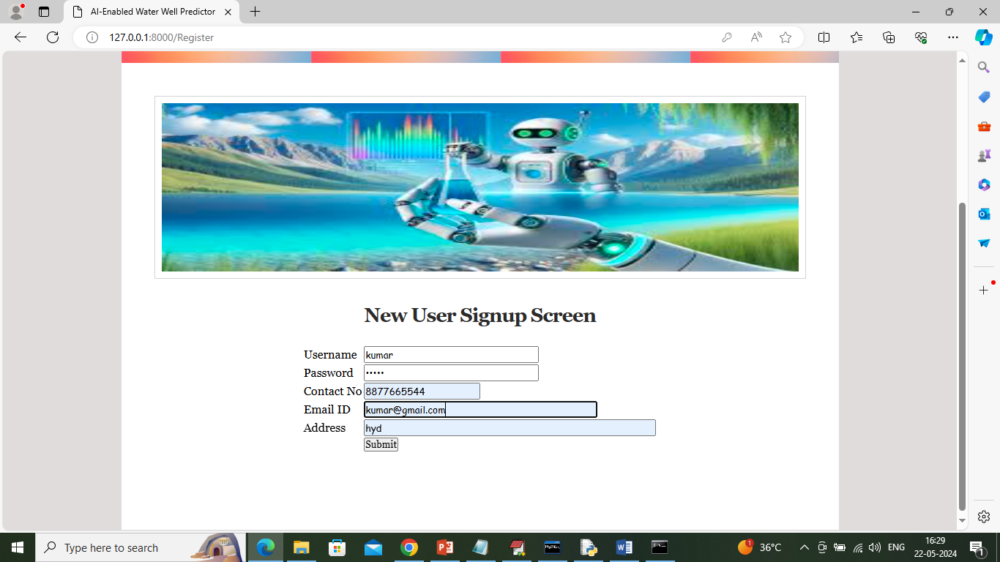 AI-Enabled Water Well Predictor
127.0.0.1:8000/Register
New User Signup Screen
Username kumar
Password •••••
Contact No 8877665544
Email ID kumar@gmail.com
Address hyd
Submit
Type here to search
1 36°C ENG 16:29
22-05-2024 1